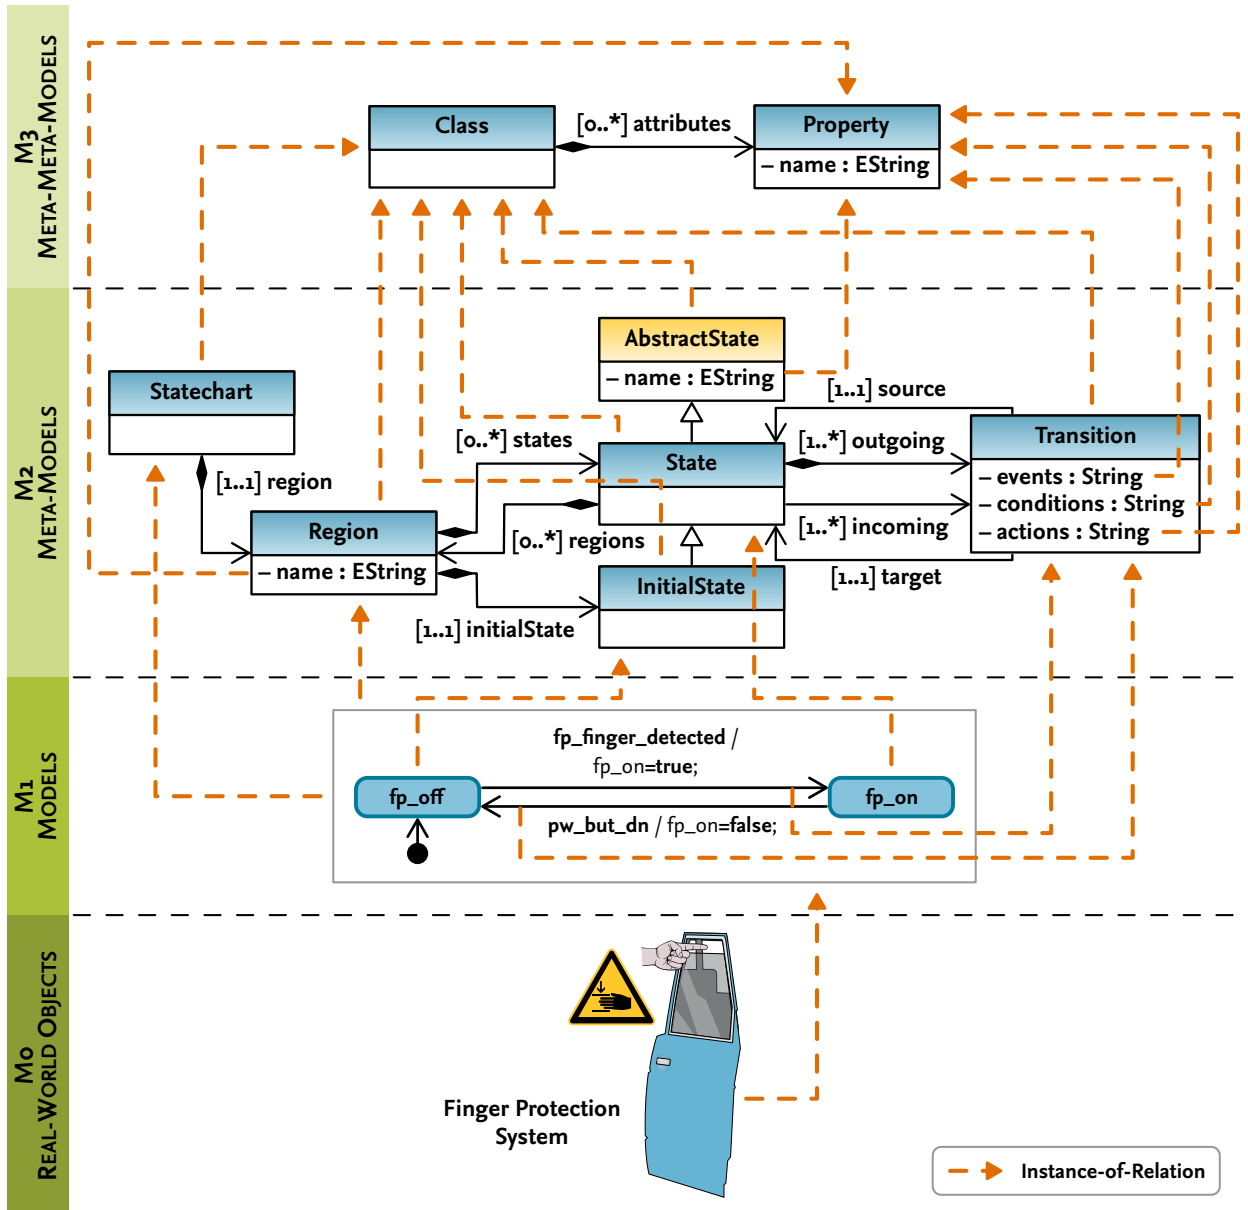 M3
META-META-MODELS
Class
[0..*] attributes
Property
– name : EString
M2
META-MODELS
AbstractState
– name : EString
Statechart
[1..1] source
[0..*] states
State
[1..*] outgoing
Transition
– events : String
– conditions : String
– actions : String
[1..1] region
Region
– name : EString
[0..*] regions
[1..*] incoming
[1..1] target
InitialState
[1..1] initialState
M1
MODELS
fp_finger_detected /
fp_on=true;
fp_off
fp_on
pw_but_dn / fp_on=false;
M0
REAL-WORLD OBJECTS
Finger Protection
System
Instance-of-Relation